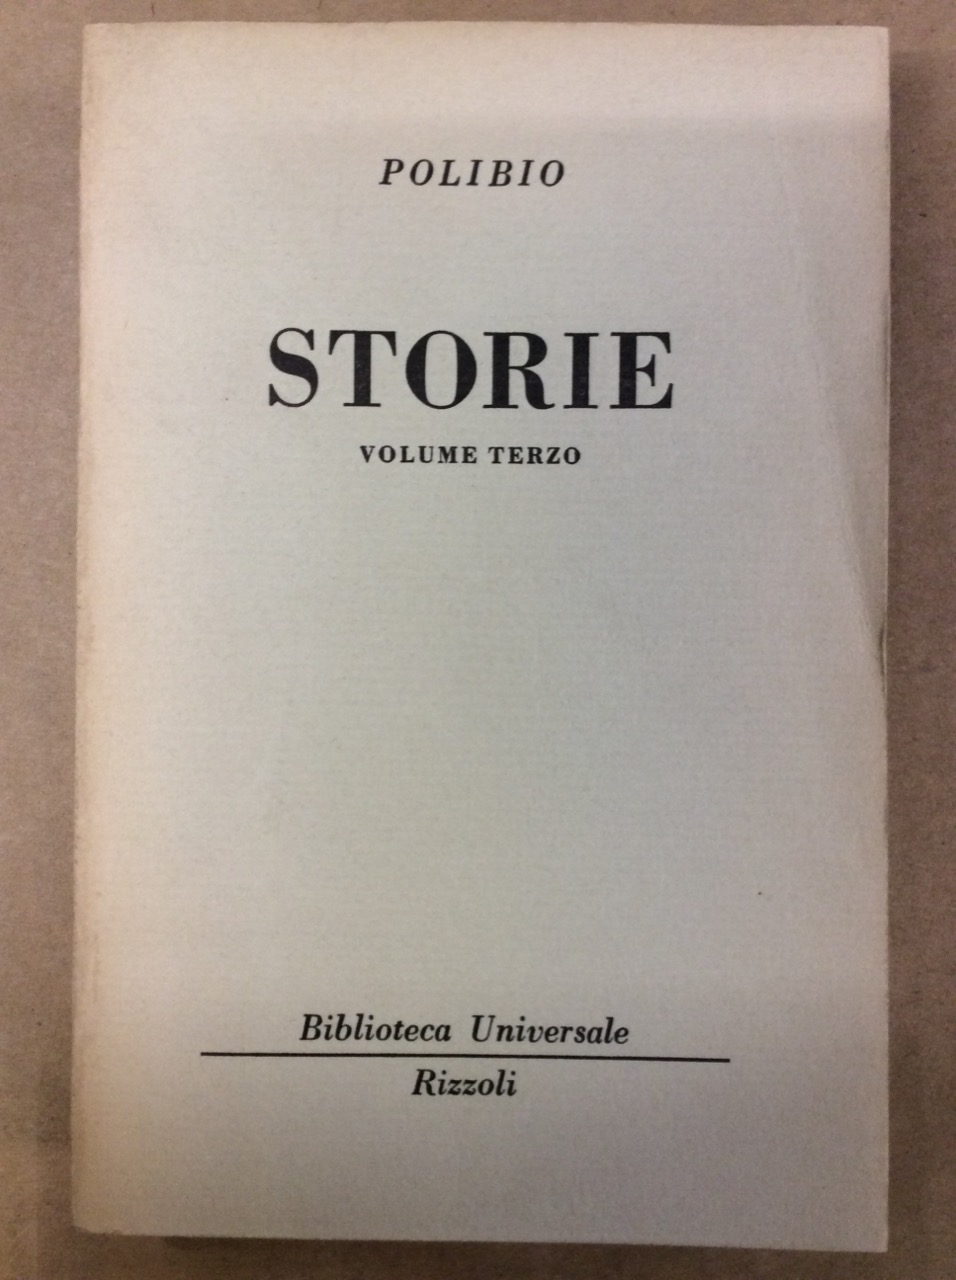 POLIBIO
STORIE
VOLUME TERZO
Biblioteca Universale
Rizzoli